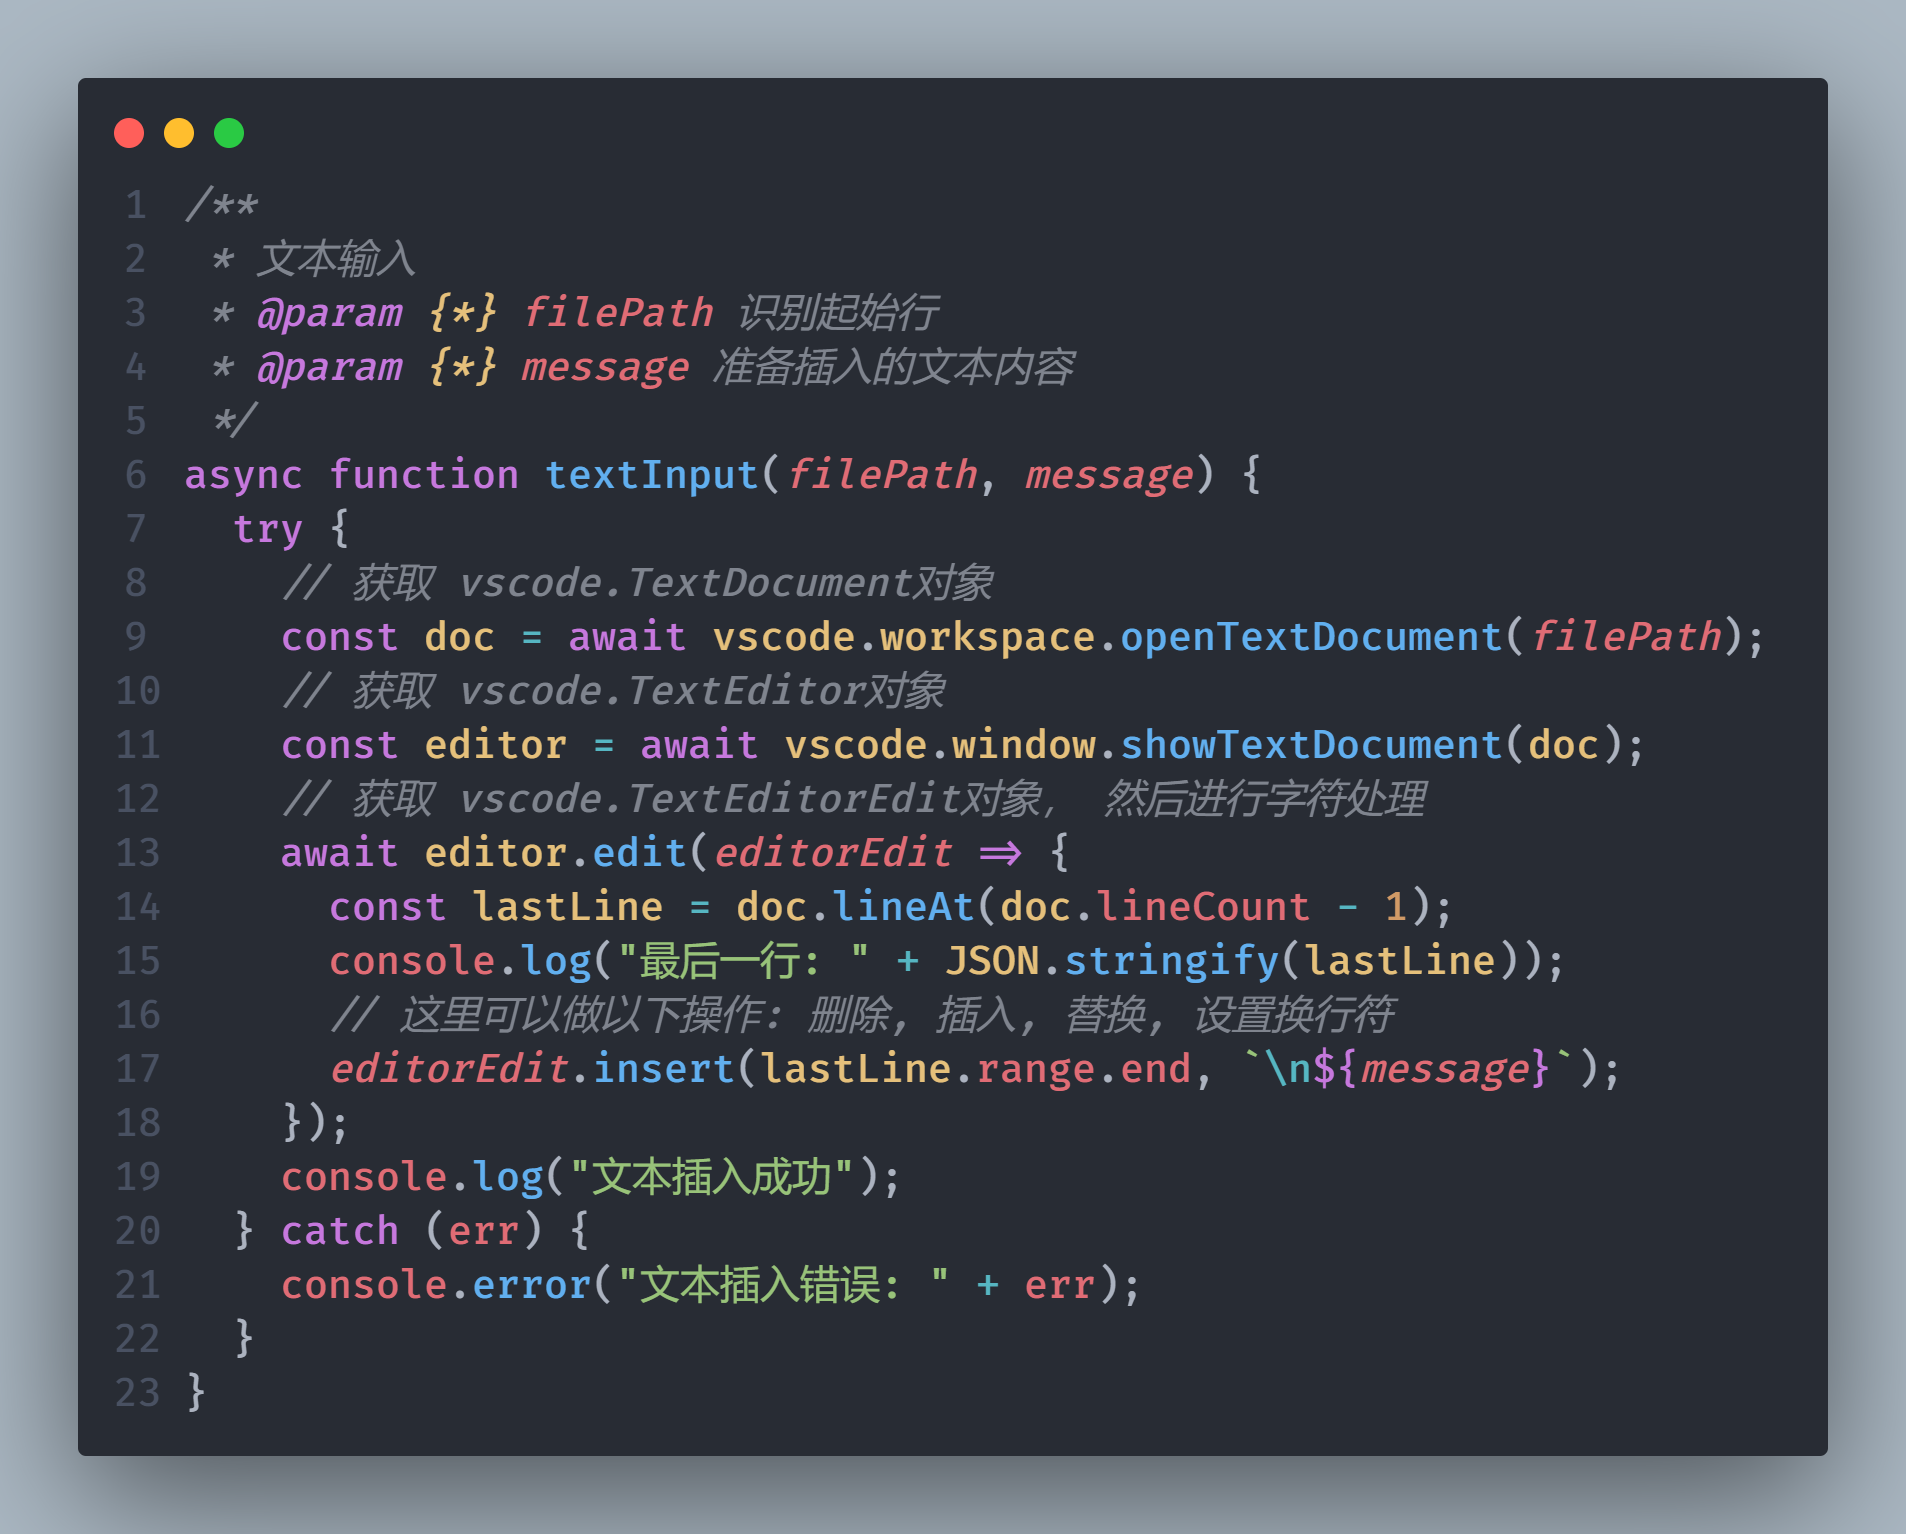 1 /**
2  * 文本输入
3  * @param {*} filePath 识别起始行
4  * @param {*} message 准备插入的文本内容
5  */
6 async function textInput(filePath, message) {
7   try {
8     // 获取 vscode.TextDocument对象
9     const doc = await vscode.workspace.openTextDocument(filePath);
10     // 获取 vscode.TextEditor对象
11     const editor = await vscode.window.showTextDocument(doc);
12     // 获取 vscode.TextEditorEdit对象， 然后进行字符处理
13     await editor.edit(editorEdit => {
14       const lastLine = doc.lineAt(doc.lineCount - 1);
15       console.log("最后一行: " + JSON.stringify(lastLine));
16       // 这里可以做以下操作: 删除, 插入, 替换, 设置换行符
17       editorEdit.insert(lastLine.range.end, `\n${message}`);
18     });
19     console.log("文本插入成功");
20   } catch (err) {
21     console.error("文本插入错误: " + err);
22   }
23 }